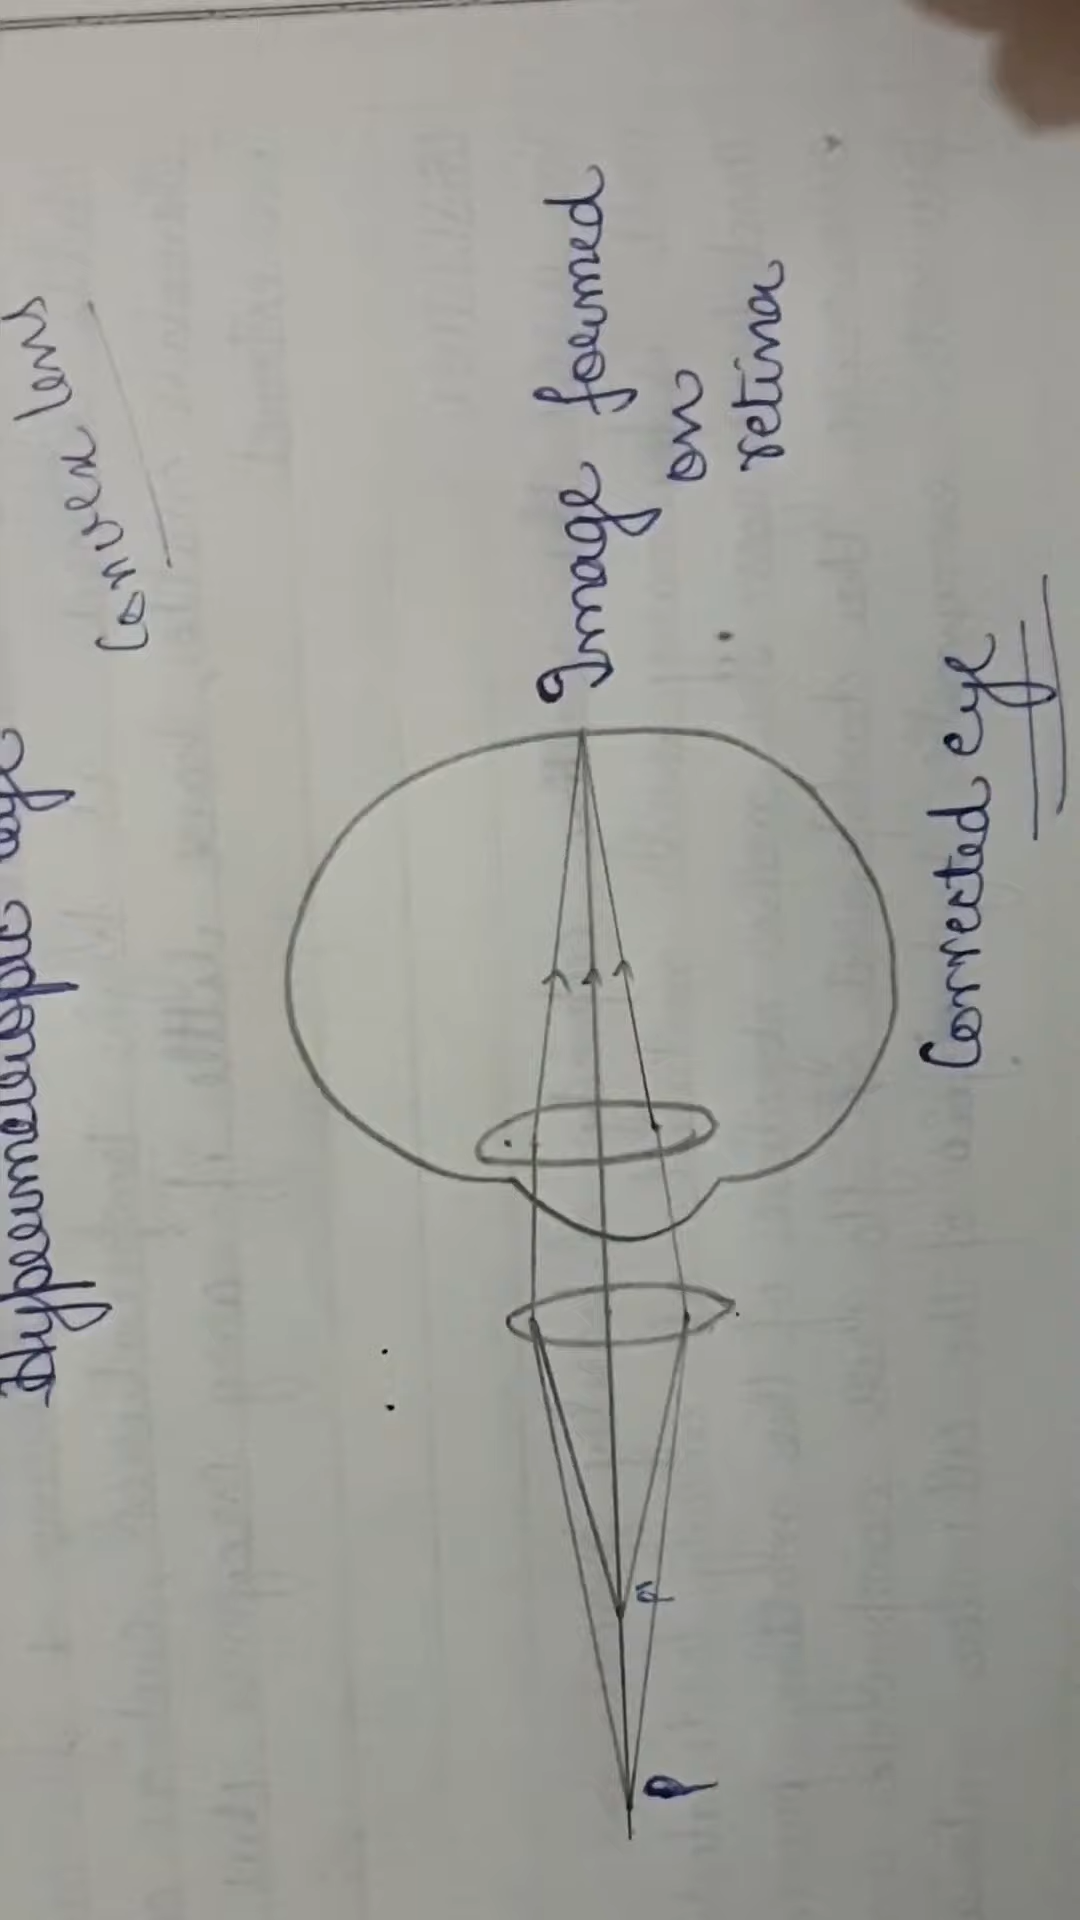 Hypermetropic eye
Convex lens
Image formed
on
retina
P
Corrected eye